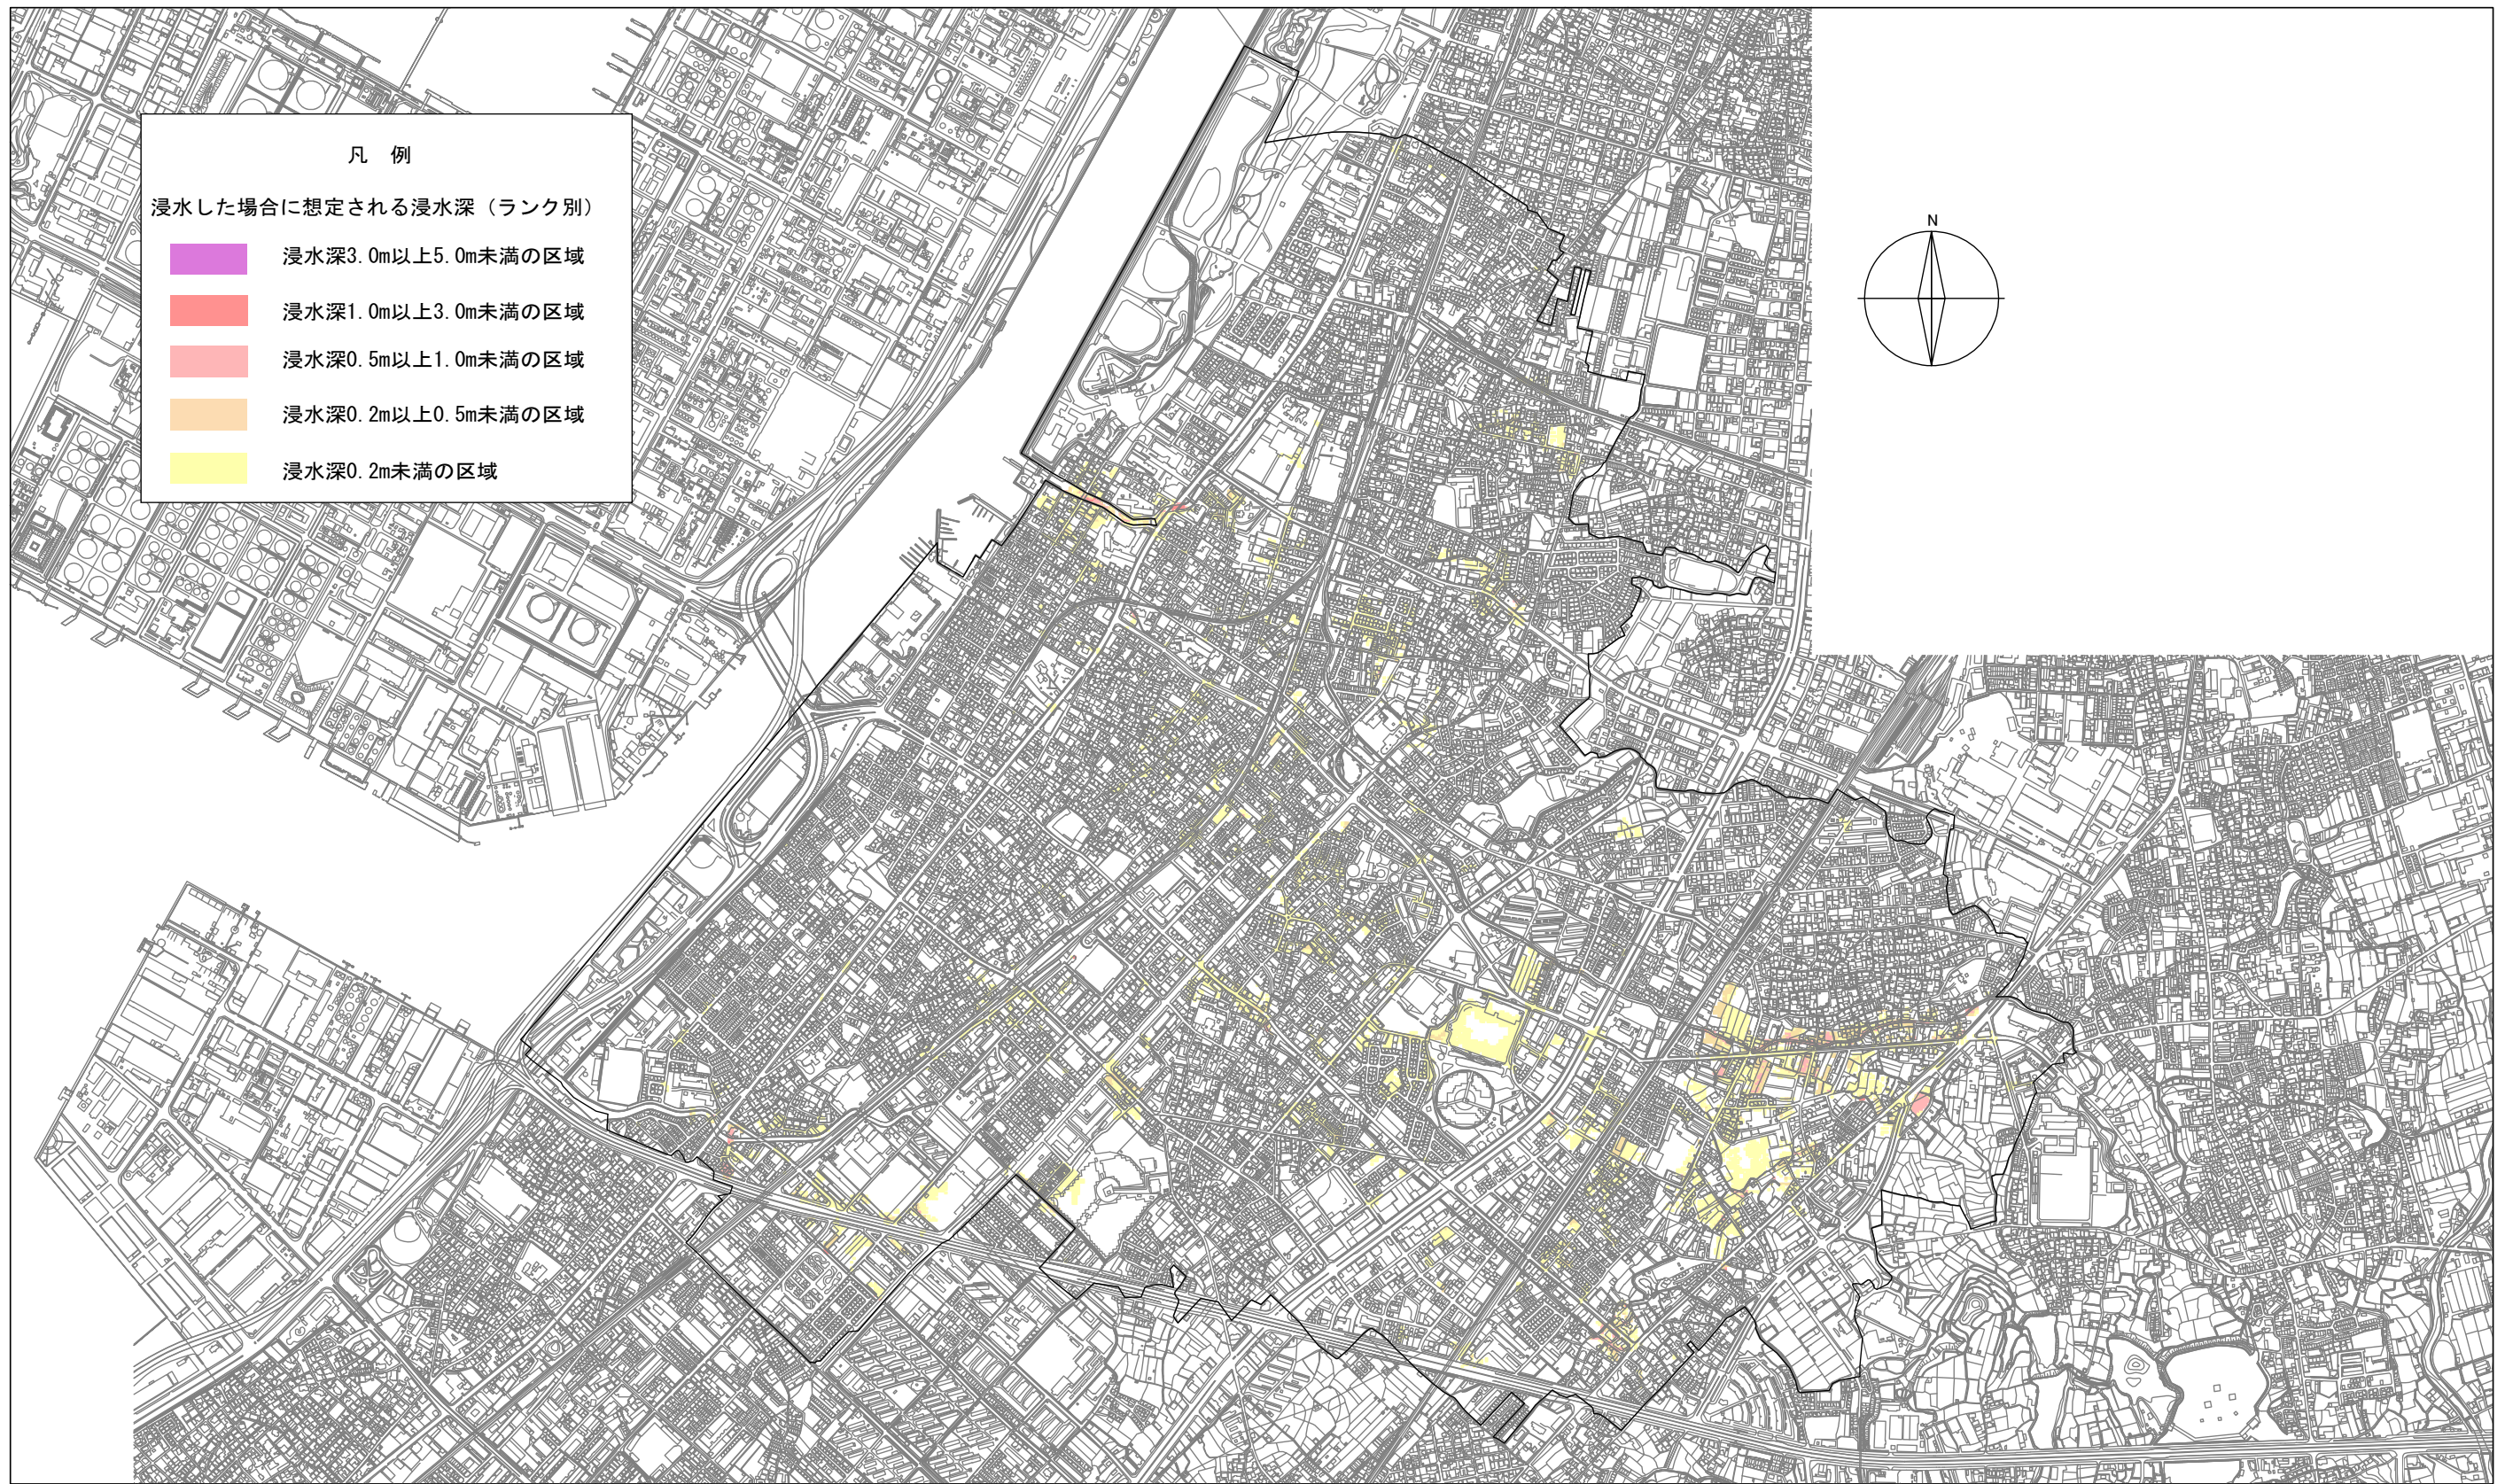 凡 例
浸水した場合に想定される浸水深（ランク別）
浸水深3.0m以上5.0m未満の区域
浸水深1.0m以上3.0m未満の区域
浸水深0.5m以上1.0m未満の区域
浸水深0.2m以上0.5m未満の区域
浸水深0.2m未満の区域
N